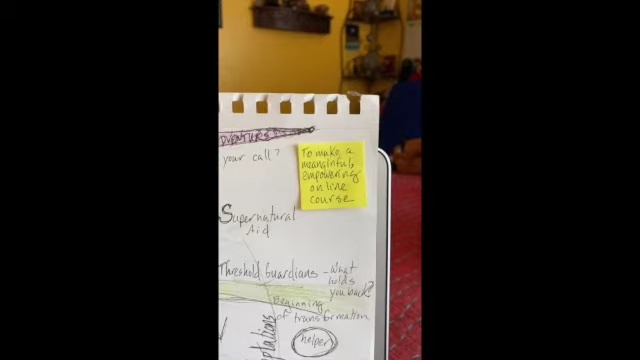 your call?
To make a
meaningful,
empowering
online
course
Supernatural
Aid
Threshold Guardians - What
holds
you back?
Beginning
of transformation
helper